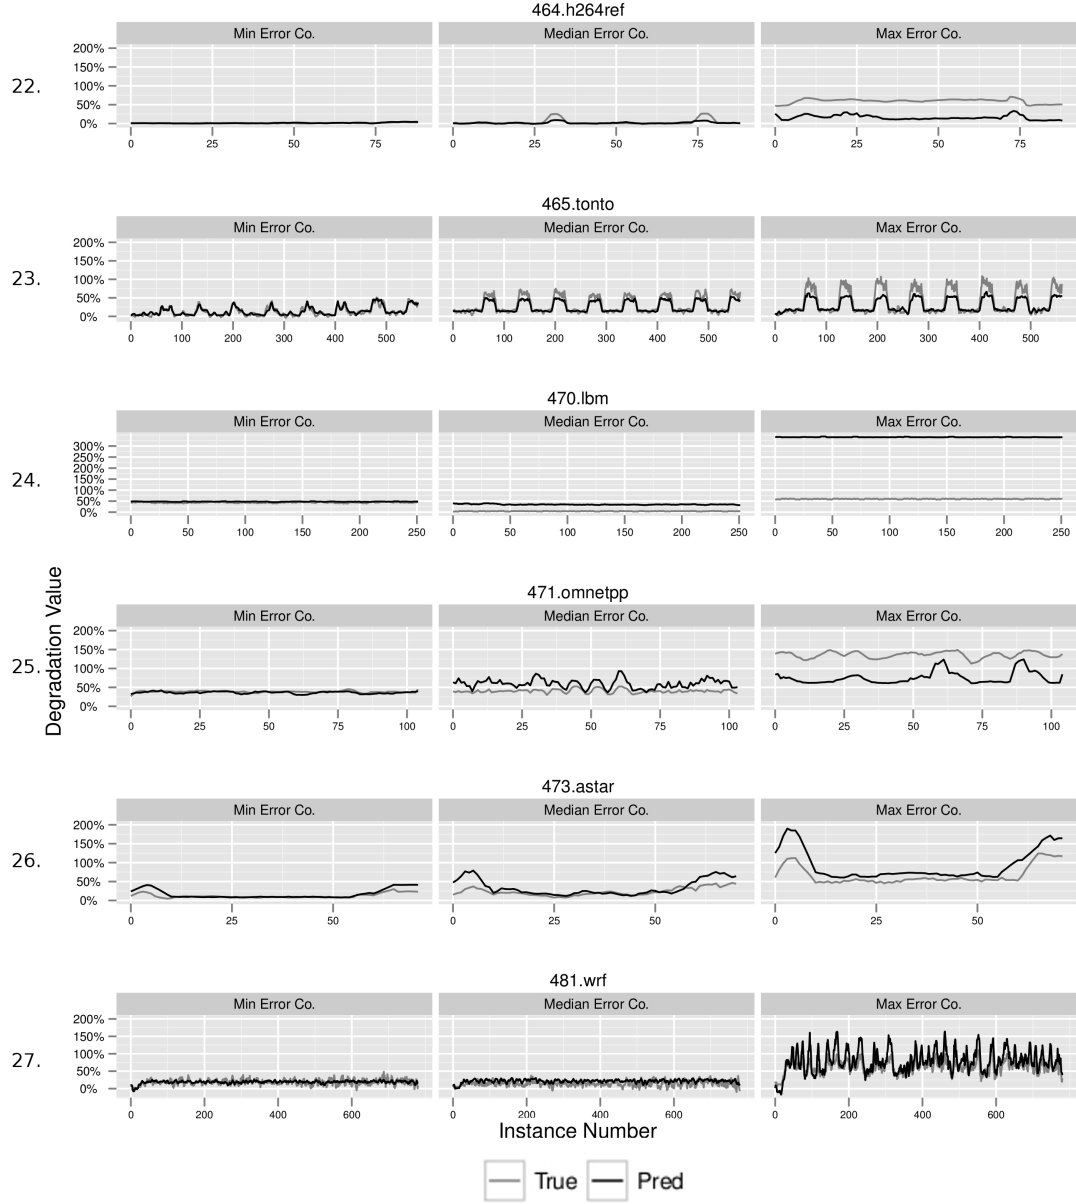 464.h264ref
Min Error Co. Median Error Co. Max Error Co.
22.
200%
150%
100%
50%
0%
0 25 50 75 0 25 50 75 0 25 50 75
465.tonto
Min Error Co. Median Error Co. Max Error Co.
23.
200%
150%
100%
50%
0%
0 100 200 300 400 500 0 100 200 300 400 500 0 100 200 300 400 500
470.lbm
Min Error Co. Median Error Co. Max Error Co.
24.
300%
250%
200%
150%
100%
50%
0%
0 50 100 150 200 250 0 50 100 150 200 250 0 50 100 150 200 250
Degradation Value
471.omnetpp
Min Error Co. Median Error Co. Max Error Co.
25.
200%
150%
100%
50%
0%
0 25 50 75 100 0 25 50 75 100 0 25 50 75 100
473.astar
Min Error Co. Median Error Co. Max Error Co.
26.
200%
150%
100%
50%
0%
0 25 50 0 25 50 0 25 50
481.wrf
Min Error Co. Median Error Co. Max Error Co.
27.
200%
150%
100%
50%
0%
0 200 400 600 0 200 400 600 0 200 400 600
Instance Number
True Pred